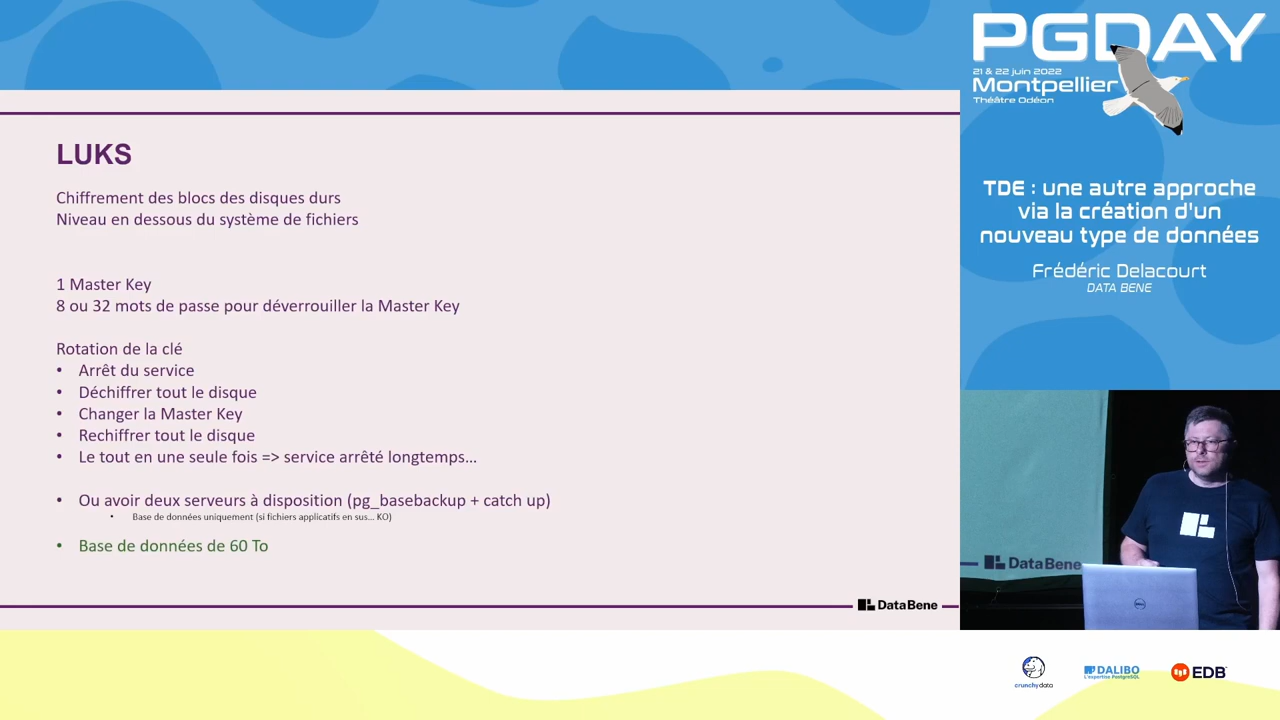 PGDAY
21 & 22 juin 2022
Montpellier
Théâtre Odéon
LUKS
Chiffrement des blocs des disques durs
Niveau en dessous du système de fichiers
1 Master Key
8 ou 32 mots de passe pour déverrouiller la Master Key
Rotation de la clé
• Arrêt du service
• Déchiffrer tout le disque
• Changer la Master Key
• Rechiffrer tout le disque
• Le tout en une seule fois => service arrêté longtemps...
• Ou avoir deux serveurs à disposition (pg_basebackup + catch up)
• Base de données uniquement (si fichiers applicatifs en sus... KO)
• Base de données de 60 To
DataBene
TDE : une autre approche
via la création d'un
nouveau type de données
Frédéric Delacourt
DATA BENE
DataBene
DELL
crunchydata
DALIBO
L'expertise PostgreSQL
EDB